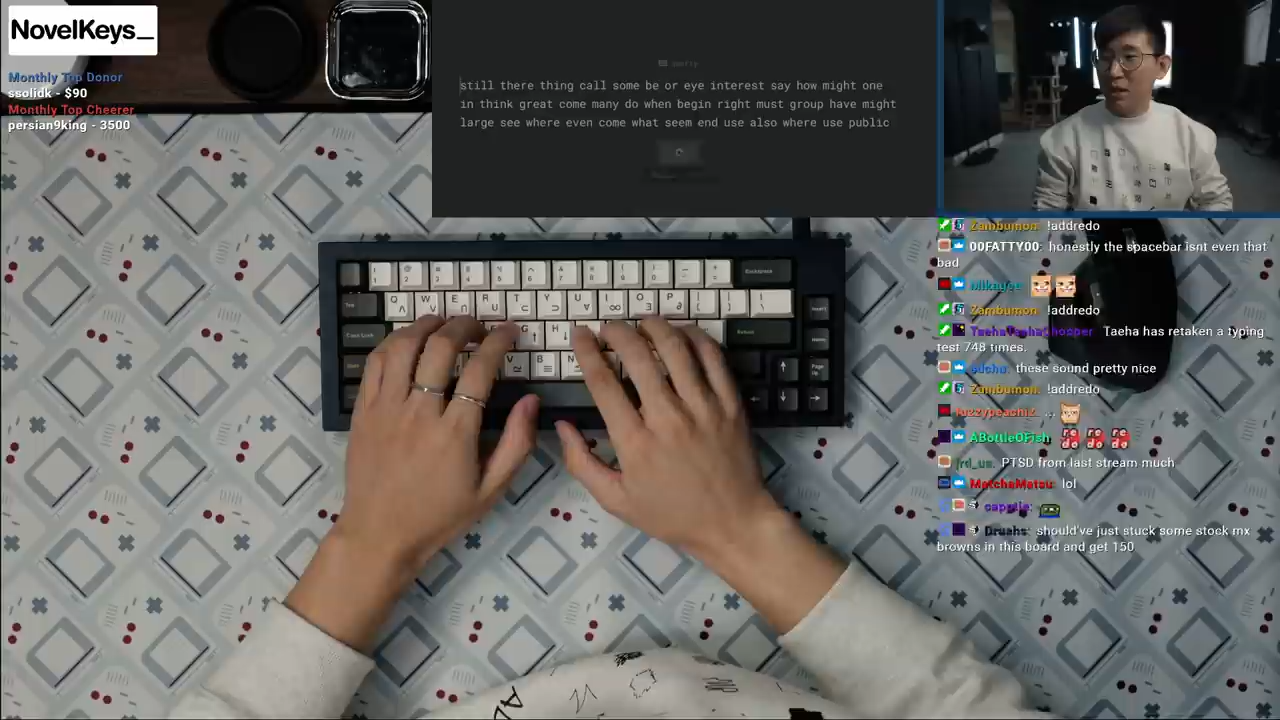 NovelKeys_
Monthly Top Donor
ssolidk - $90
Monthly Top Cheerer
persian9king - 3500
still there thing call some be or eye interest say how might one
in think great come many do when begin right must group have might
large see where even come what seem end use also where use public
Zambumon: !addredo
00FATTY00: honestly the spacebar isnt even that
bad
Zambumon: !addredo
Taeha has retaken a typing
test 748 times.
these sound pretty nice
Zambumon: !addredo
ABottleOfFish
jrd_us: PTSD from last stream much
MatchaMatsu: lol
should've just stuck some stock mx
browns in this board and get 150
Backspace
Q W E R T Y U I O P
Caps Lock
G H
V B N